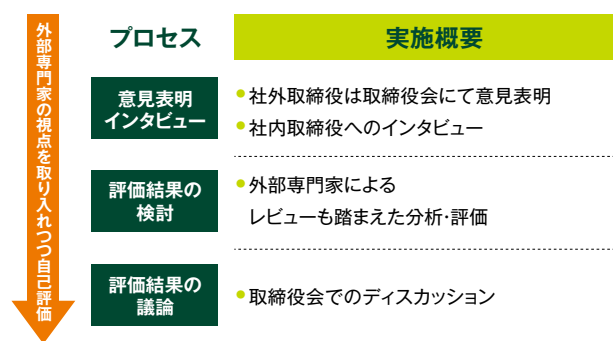 外部専門家の視点を取り入れつつ自己評価
プロセス
実施概要
意見表明
インタビュー
•社外取締役は取締役会にて意見表明
•社内取締役へのインタビュー
評価結果の
検討
•外部専門家による
レビューも踏まえた分析・評価
評価結果の
議論
•取締役会でのディスカッション